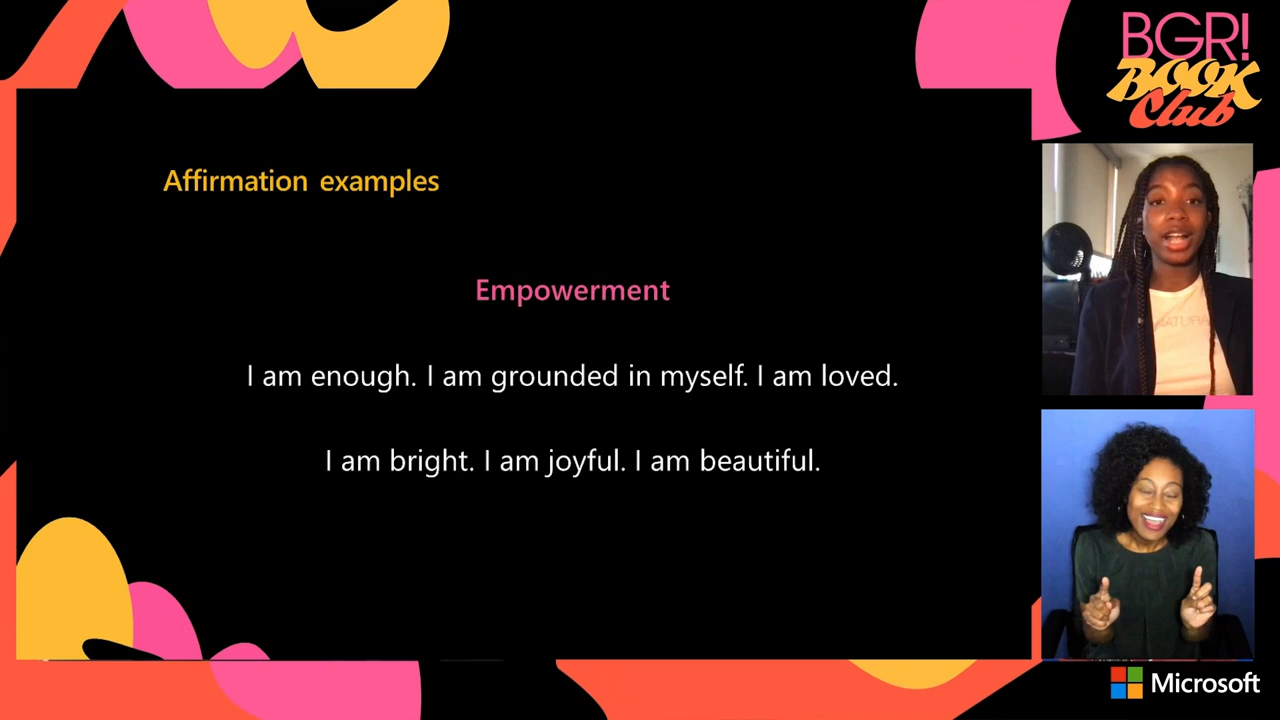 BGR!
BOOK
Club
Affirmation examples
Empowerment
I am enough. I am grounded in myself. I am loved.
I am bright. I am joyful. I am beautiful.
Microsoft